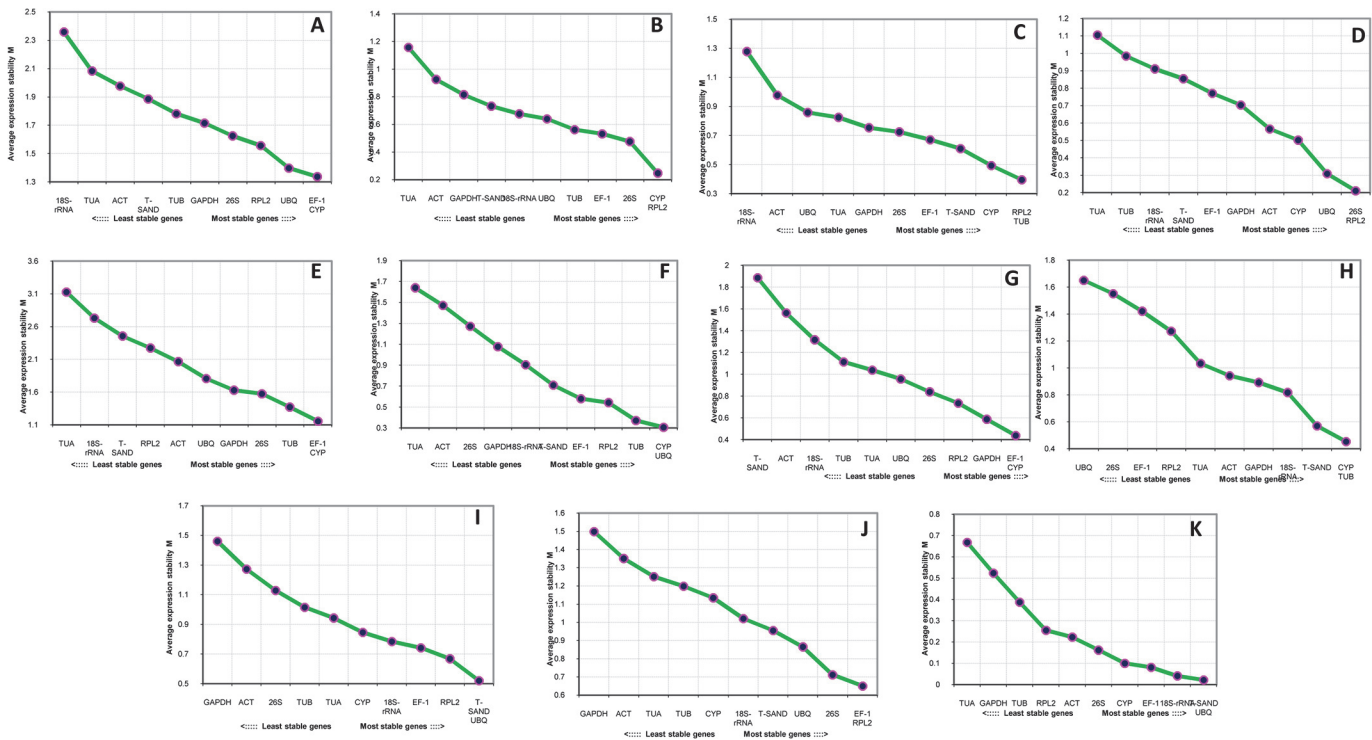 A
Average expression stability M
2.5
2.3
2.1
1.9
1.7
1.5
1.3
18S-rRNA TUA ACT T-SAND TUB GAPDH 26S RPL2 UBQ EF-1 CYP
<::::: Least stable genes Most stable genes ::::>
B
Average expression stability M
1.4
1.2
1
0.8
0.6
0.4
0.2
TUA ACT GAPDH T-SAND 18S-rRNA UBQ TUB EF-1 26S CYP RPL2
<::::: Least stable genes Most stable genes ::::>
C
Average expression stability M
1.5
1.3
1.1
0.9
0.7
0.5
0.3
18S-rRNA ACT UBQ TUA GAPDH 26S EF-1 T-SAND CYP RPL2 TUB
<::::: Least stable genes Most stable genes ::::>
D
Average expression stability M
1.2
1.1
1
0.9
0.8
0.7
0.6
0.5
0.4
0.3
0.2
TUA TUB 18S-rRNA T-SAND EF-1 GAPDH ACT CYP UBQ 26S RPL2
<::::: Least stable genes Most stable genes ::::>
E
Average expression stability M
3.6
3.1
2.6
2.1
1.6
1.1
TUA 18S-rRNA T-SAND RPL2 ACT UBQ GAPDH 26S TUB EF-1 CYP
<::::: Least stable genes Most stable genes ::::>
F
Average expression stability M
1.9
1.7
1.5
1.3
1.1
0.9
0.7
0.5
0.3
TUA ACT 26S GAPDH 18S-rRNA T-SAND EF-1 RPL2 TUB CYP UBQ
<::::: Least stable genes Most stable genes ::::>
G
Average expression stability M
2
1.8
1.6
1.4
1.2
1
0.8
0.6
0.4
T-SAND ACT 18S-rRNA TUB TUA UBQ 26S RPL2 GAPDH EF-1 CYP
<::::: Least stable genes Most stable genes ::::>
H
Average expression stability M
1.6
1.4
1.2
1
0.8
0.6
0.4
UBQ 26S EF-1 RPL2 TUA ACT GAPDH 18S-rRNA T-SAND CYP TUB
<::::: Least stable genes Most stable genes ::::>
I
Average expression stability M
1.7
1.5
1.3
1.1
0.9
0.7
0.5
GAPDH ACT 26S TUB TUA CYP 18S-rRNA EF-1 RPL2 T-SAND UBQ
<::::: Least stable genes Most stable genes ::::>
J
Average expression stability M
1.6
1.5
1.4
1.3
1.2
1.1
1
0.9
0.8
0.7
0.6
GAPDH ACT TUA TUB CYP 18S-rRNA T-SAND UBQ 26S EF-1 RPL2
<::::: Least stable genes Most stable genes ::::>
K
Average expression stability M
0.8
0.7
0.6
0.5
0.4
0.3
0.2
0.1
0
TUA GAPDH TUB RPL2 ACT 26S CYP EF-1 18S-rRNA T-SAND UBQ
<::::: Least stable genes Most stable genes ::::>